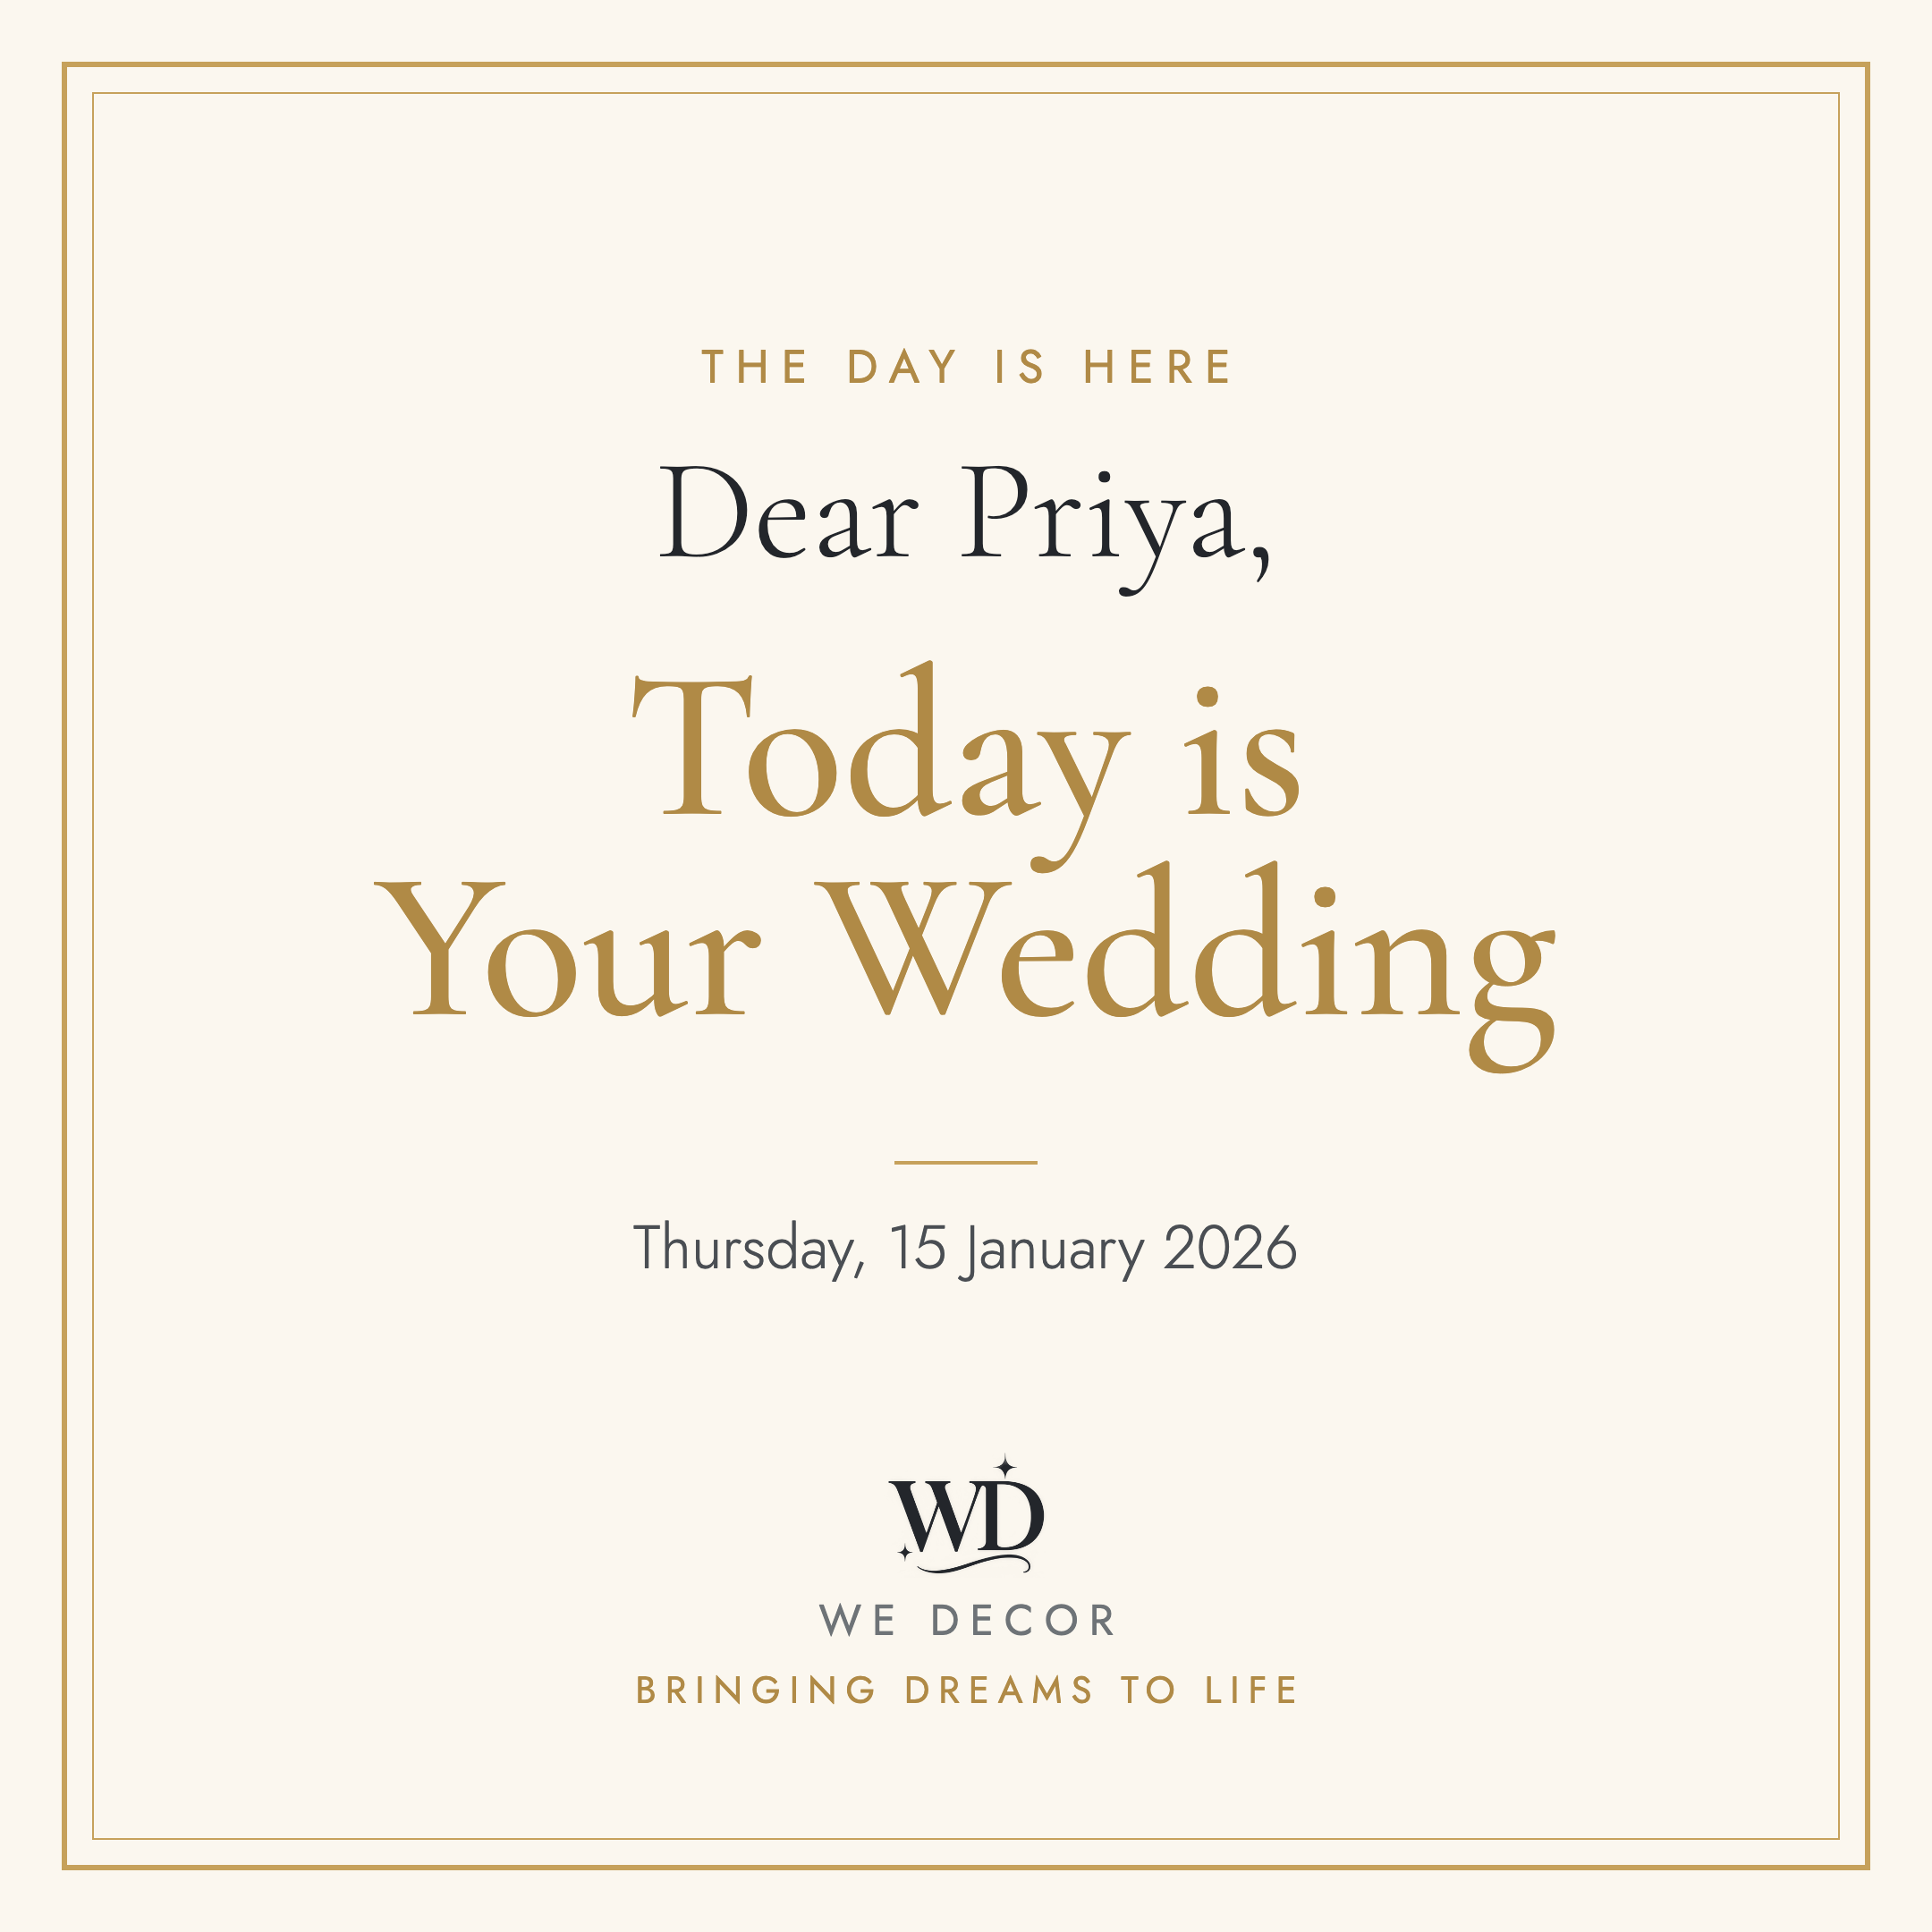 THE DAY IS HERE
Dear Priya,
Today is
Your Wedding
Thursday, 15 January 2026
WD
WE DECOR
BRINGING DREAMS TO LIFE